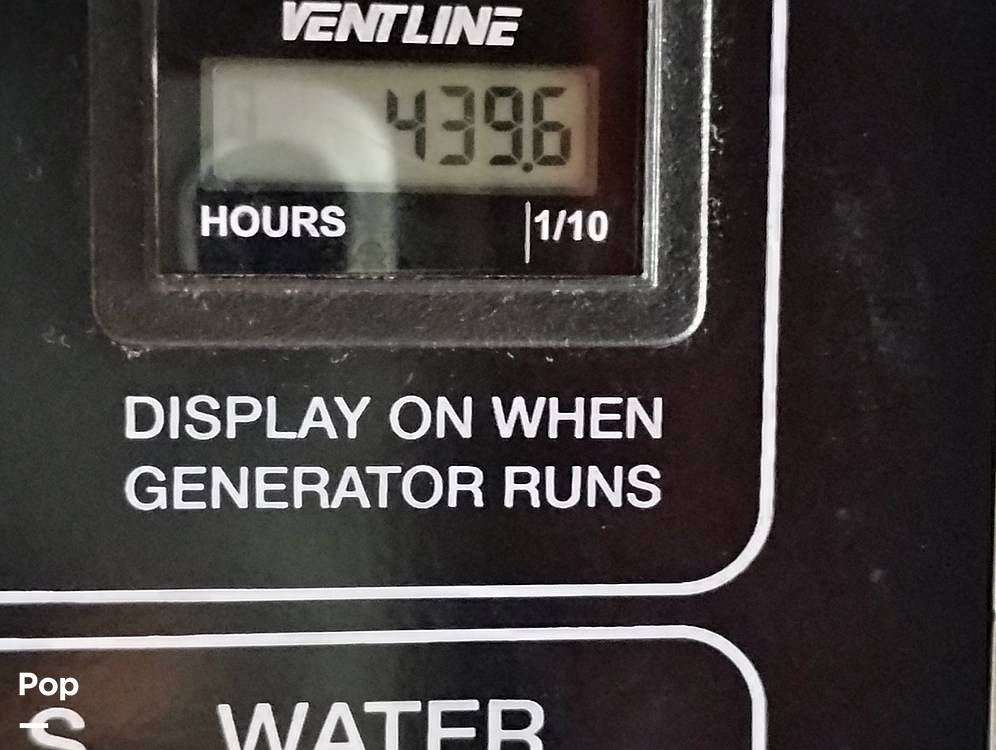 VENTLINE
439.6
HOURS |1/10
DISPLAY ON WHEN
GENERATOR RUNS
Pop
S WATER